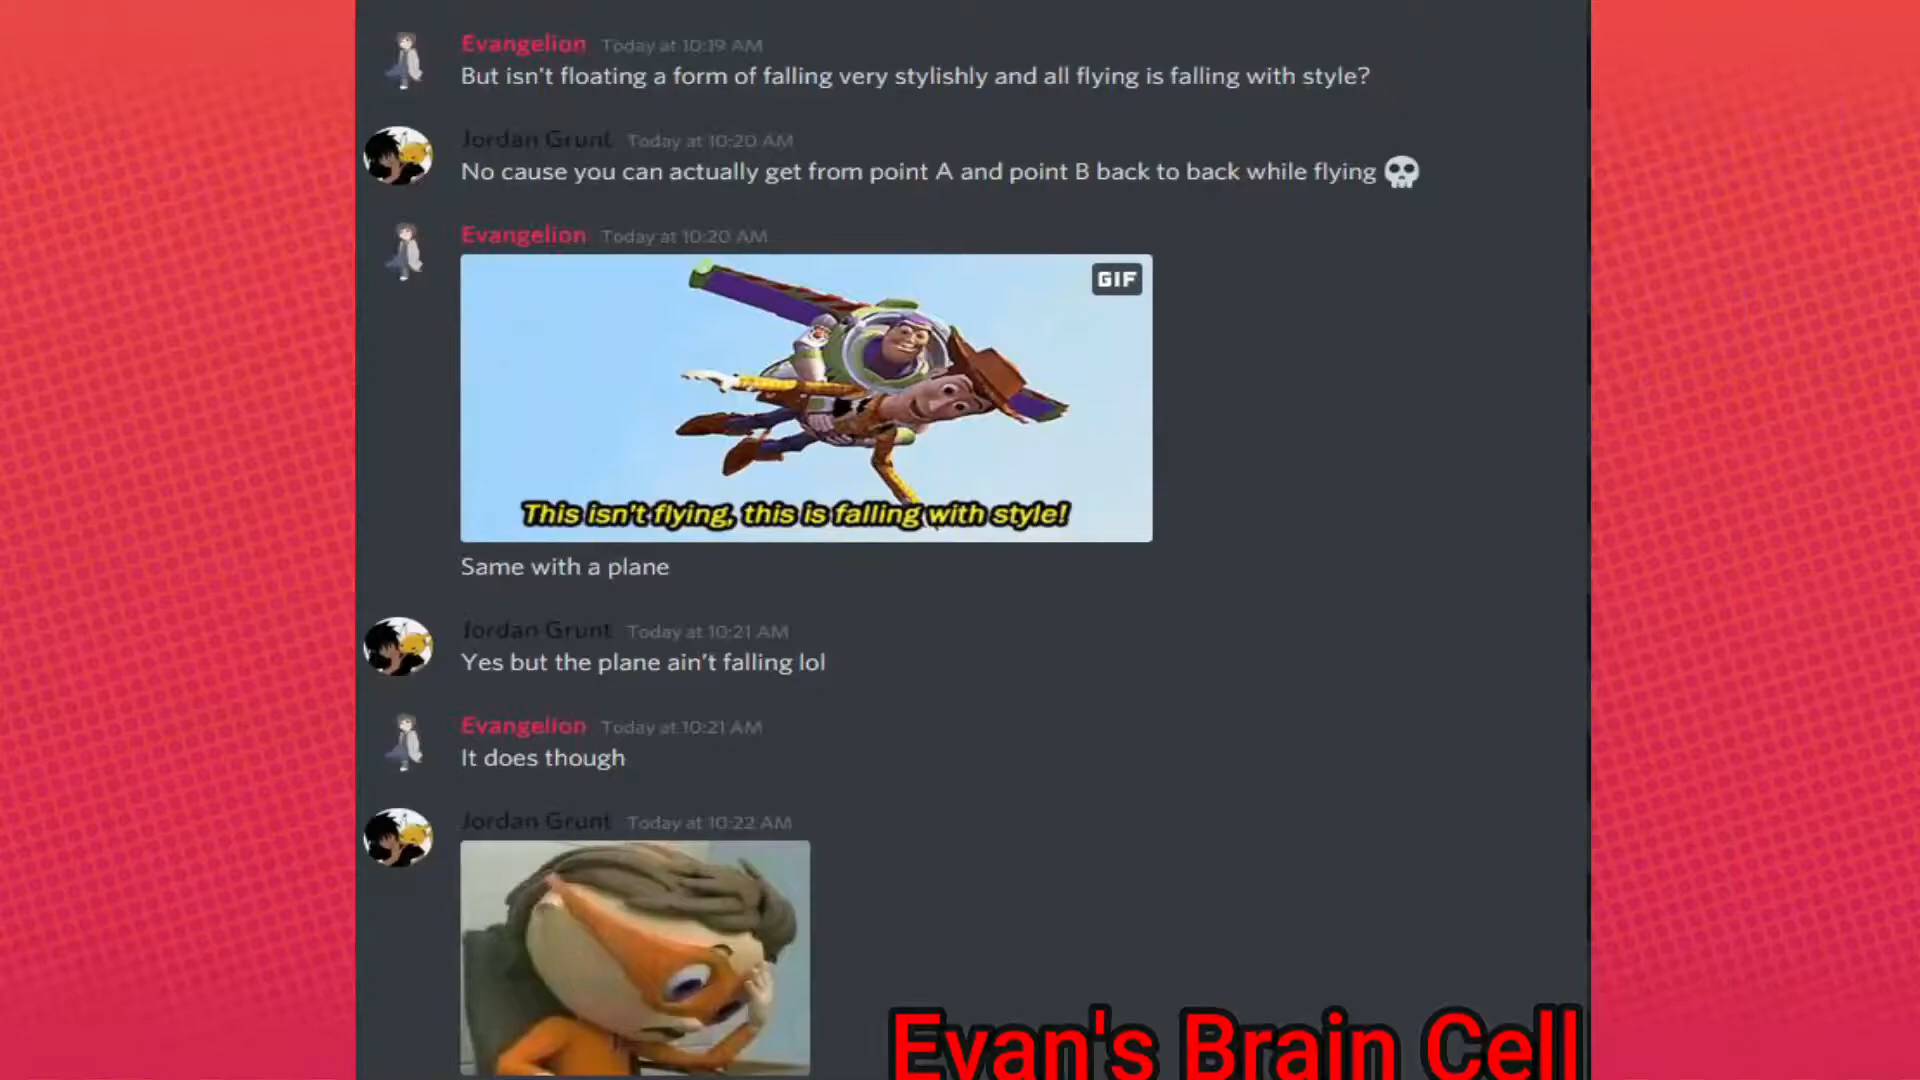 Evangelion Today at 10:19 AM
But isn't floating a form of falling very stylishly and all flying is falling with style?
Jordan Grunt Today at 10:20 AM
No cause you can actually get from point A and point B back to back while flying 💀
Evangelion Today at 10:20 AM
GIF
This isn't flying, this is falling with style!
Same with a plane
Jordan Grunt Today at 10:21 AM
Yes but the plane ain't falling lol
Evangelion Today at 10:21 AM
It does though
Jordan Grunt Today at 10:22 AM
Evan's Brain Cell